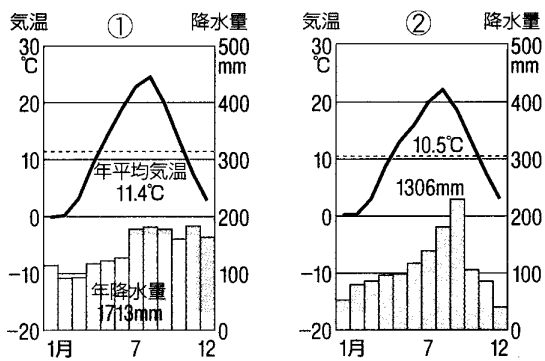 気温 ① 降水量
30 500
℃ mm
20 400
10 300
年平均気温
11.4℃
0 200
-10 100
年降水量
1713mm
-20 0
1月 7 12
気温 ② 降水量
30 500
℃ mm
20 400
10.5℃
10 300
1306mm
0 200
-10 100
-20 0
1月 7 12